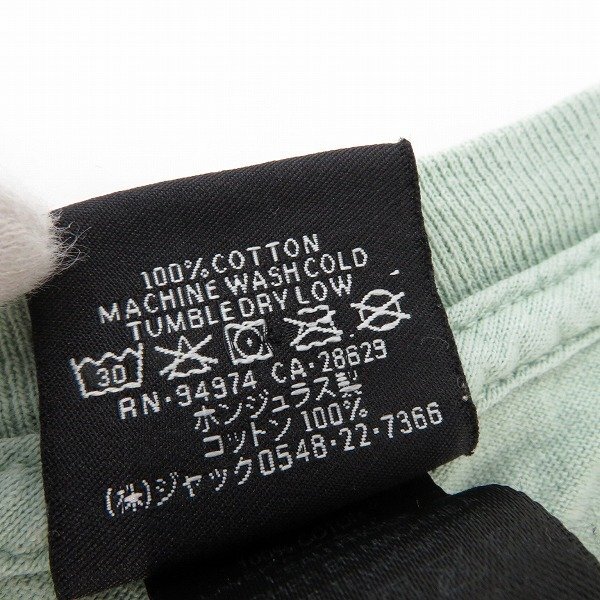 100% COTTON
MACHINE WASH COLD
TUMBLE DRY LOW
30
RN・94974 CA・28629
ホンジュラス製
コットン 100%
(株)ジャック0548・22・7366